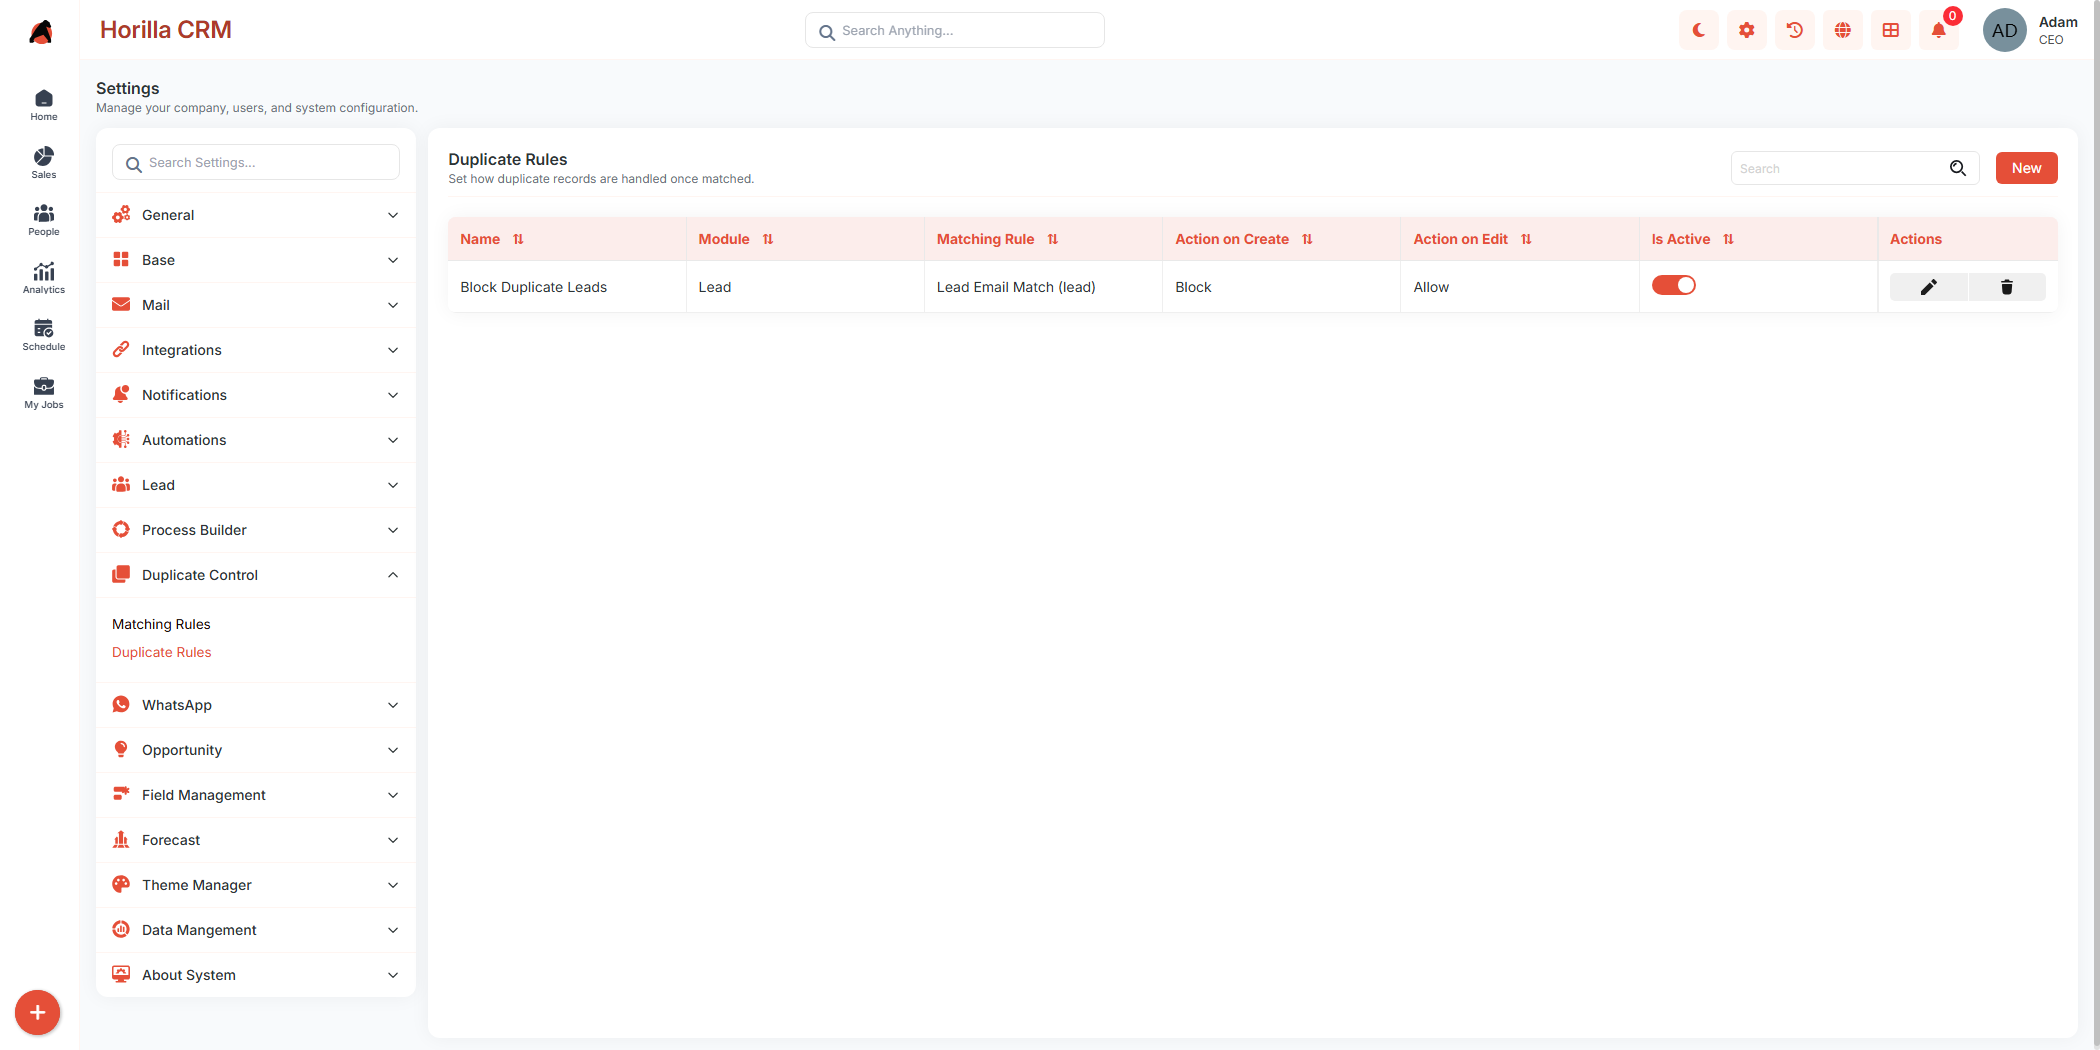 Horilla CRM
Search Anything...
0
AD
Adam
CEO
Home
Sales
People
Analytics
Schedule
My Jobs
Settings
Manage your company, users, and system configuration.
Search Settings...
General
Base
Mail
Integrations
Notifications
Automations
Lead
Process Builder
Duplicate Control
Matching Rules
Duplicate Rules
WhatsApp
Opportunity
Field Management
Forecast
Theme Manager
Data Mangement
About System
Duplicate Rules
Set how duplicate records are handled once matched.
Search
New
Name Module Matching Rule Action on Create Action on Edit Is Active Actions
Block Duplicate Leads Lead Lead Email Match (lead) Block Allow